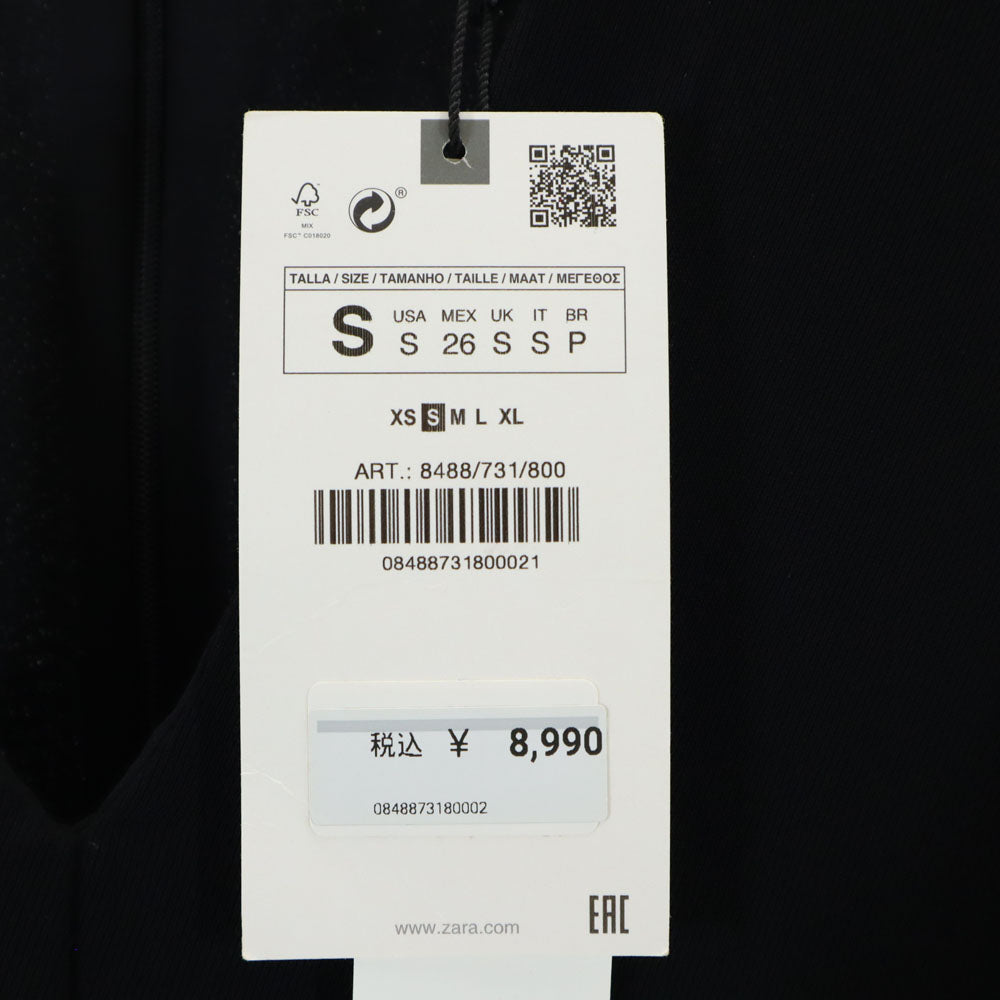 FSC
MIX
FSC® C018020
®
TALLA / SIZE / TAMANHO / TAILLE / MAAT / ΜΕΓΕΘΟΣ
S
USA MEX UK IT BR
S 26 S S P
XS S M L XL
ART.: 8488/731/800
08488731800021
税込 ¥ 8,990
0848873180002
www.zara.com
EAC